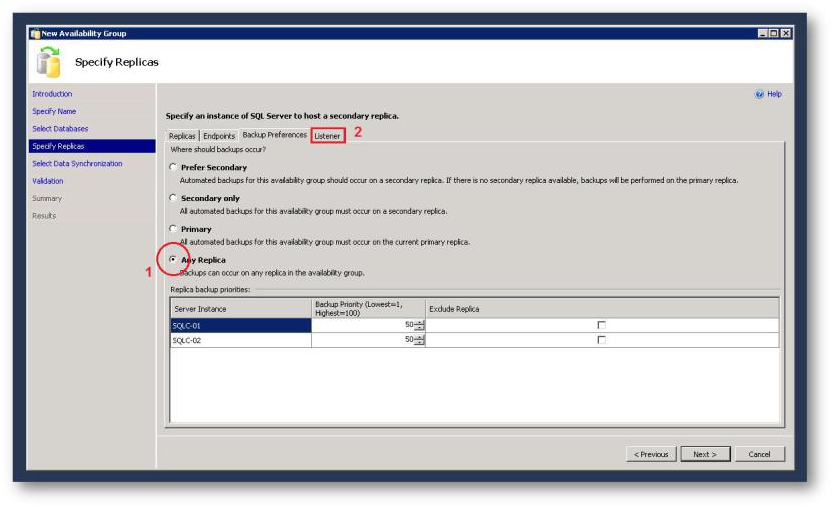 New Availability Group
Specify Replicas
Introduction
Specify Name
Select Databases
Specify Replicas
Select Data Synchronization
Validation
Summary
Results
Help
Specify an instance of SQL Server to host a secondary replica.
Replicas Endpoints Backup Preferences Listener 2
Where should backups occur?
Prefer Secondary
Automated backups for this availability group should occur on a secondary replica. If there is no secondary replica available, backups will be performed on the primary replica.
Secondary only
All automated backups for this availability group must occur on a secondary replica.
Primary
All automated backups for this availability group must occur on the current primary replica.
Any Replica
1
Backups can occur on any replica in the availability group.
Replica backup priorities:
Server Instance Backup Priority (Lowest=1, Highest=100) Exclude Replica
SQLC-01 50
SQLC-02 50
< Previous Next > Cancel